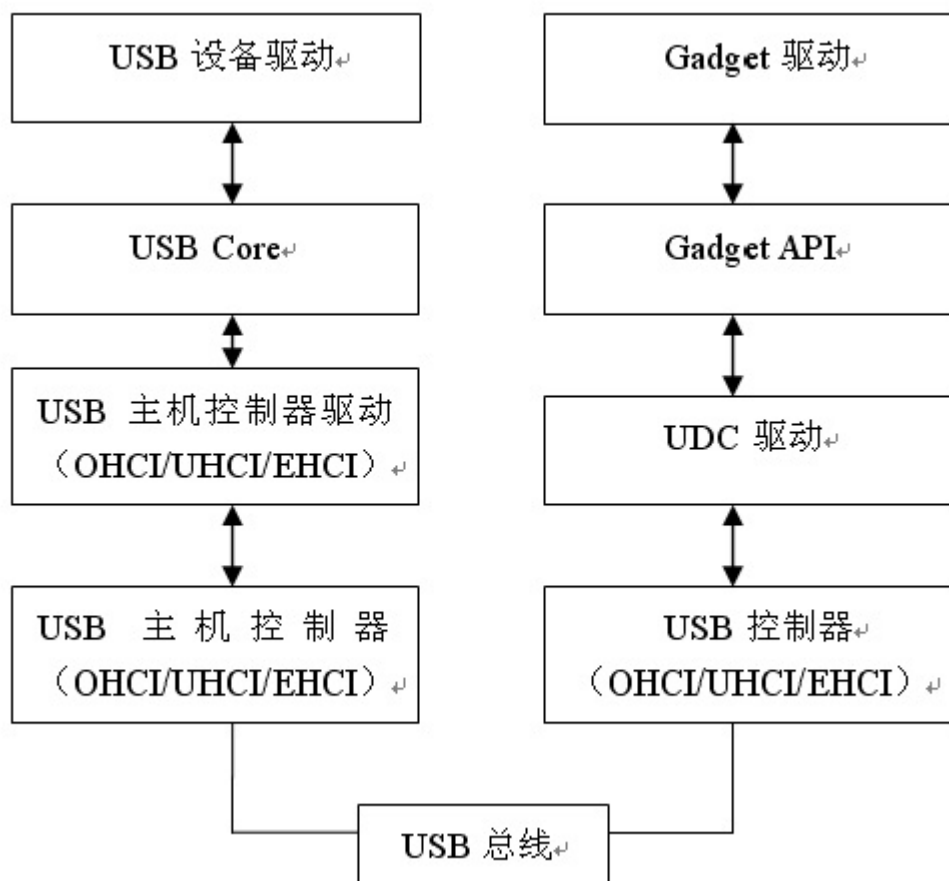 USB 设备驱动
Gadget 驱动
USB Core
Gadget API
USB 主机控制器驱动
（OHCI/UHCI/EHCI）
UDC 驱动
USB 主机控制器
（OHCI/UHCI/EHCI）
USB 控制器
（OHCI/UHCI/EHCI）
USB 总线